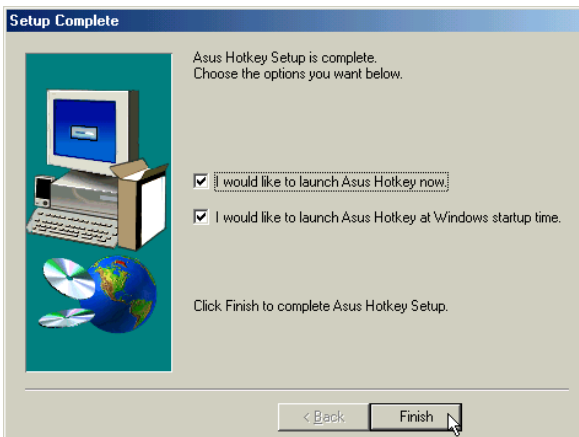 Setup Complete
Asus Hotkey Setup is complete.
Choose the options you want below.
I would like to launch Asus Hotkey now.
I would like to launch Asus Hotkey at Windows startup time.
Click Finish to complete Asus Hotkey Setup.
< Back
Finish